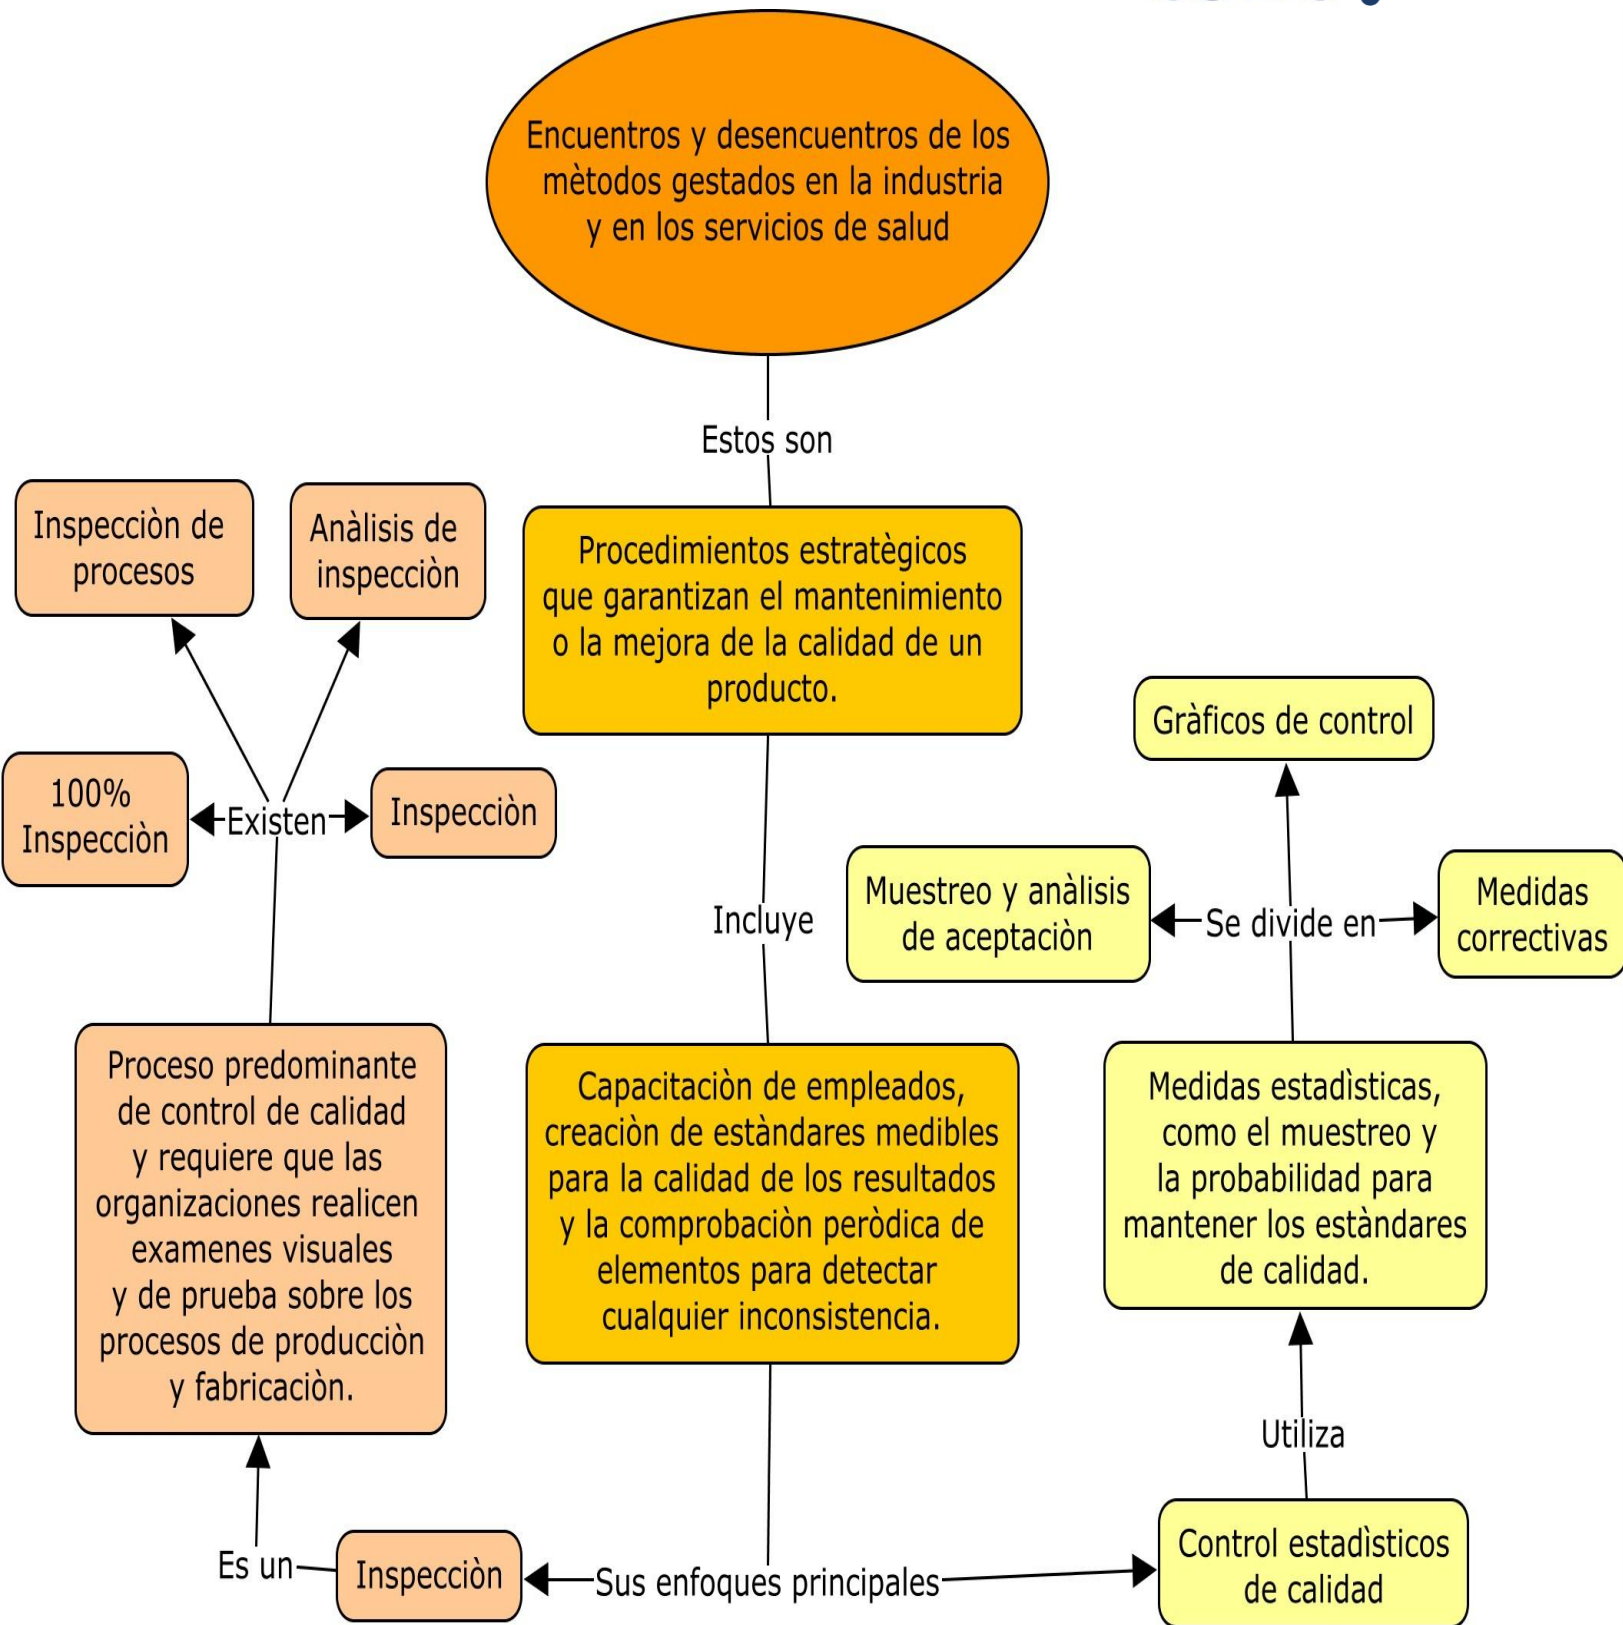 Encuentros y desencuentros de los
mètodos gestados en la industria
y en los servicios de salud
Estos son
Inspecciòn de
procesos
Anàlisis de
inspecciòn
Procedimientos estratègicos
que garantizan el mantenimiento
o la mejora de la calidad de un
producto.
Gràficos de control
100%
Inspecciòn
Existen
Inspecciòn
Incluye
Muestreo y anàlisis
de aceptaciòn
Se divide en
Medidas
correctivas
Proceso predominante
de control de calidad
y requiere que las
organizaciones realicen
examenes visuales
y de prueba sobre los
procesos de producciòn
y fabricaciòn.
Capacitaciòn de empleados,
creaciòn de estàndares medibles
para la calidad de los resultados
y la comprobaciòn peròdica de
elementos para detectar
cualquier inconsistencia.
Medidas estadìsticas,
como el muestreo y
la probabilidad para
mantener los estàndares
de calidad.
Utiliza
Es un
Inspecciòn
Sus enfoques principales
Control estadìsticos
de calidad